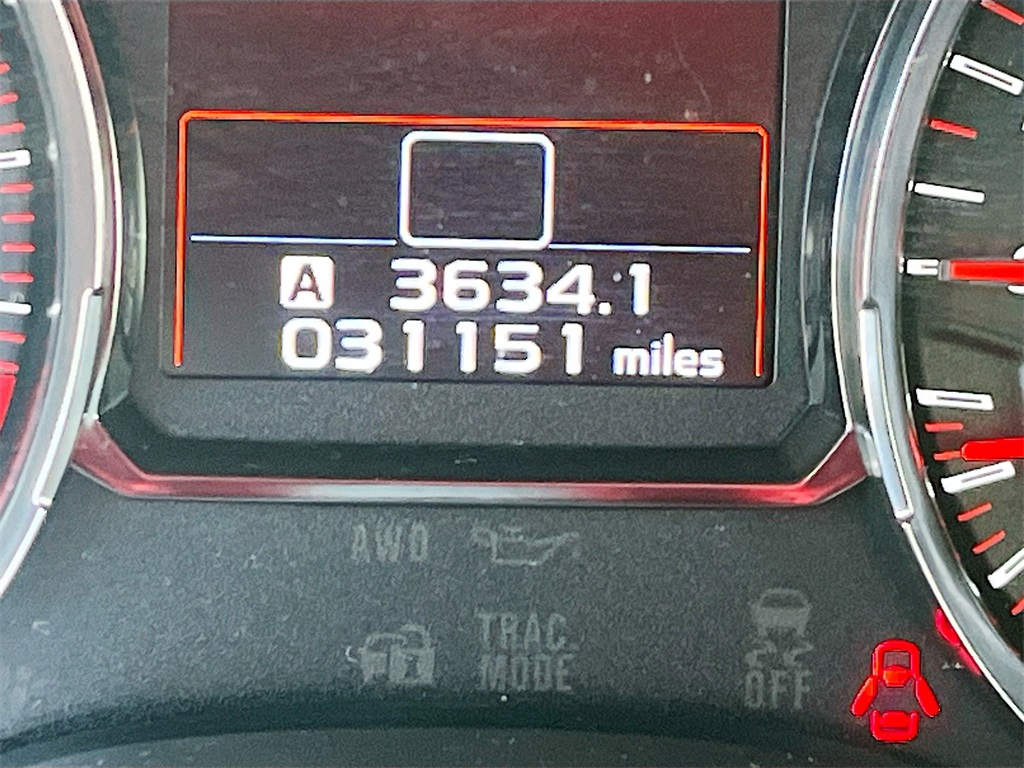 A 3634.1
031151 miles
AWD
TRAC
MODE
OFF